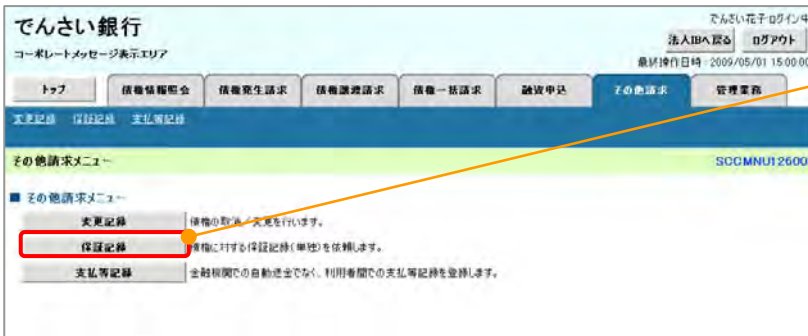 でんさい銀行
コーポレートメッセージ表示エリア
でんさい花子ログイン中
法人IBへ戻る ログアウト
最終操作日時:2009/05/01 15:00:00
トップ 債権情報照会 債権発生請求 債権譲渡請求 債権一括請求 融資申込 その他請求 管理業務
変更記録 保証記録 支払等記録
その他請求メニュー SCCMNU12600
■ その他請求メニュー
変更記録 債権の取消/変更を行います。
保証記録 債権に対する保証記録(単独)を依頼します。
支払等記録 金融機関での自動送金でなく、利用者間での支払等記録を登録します。